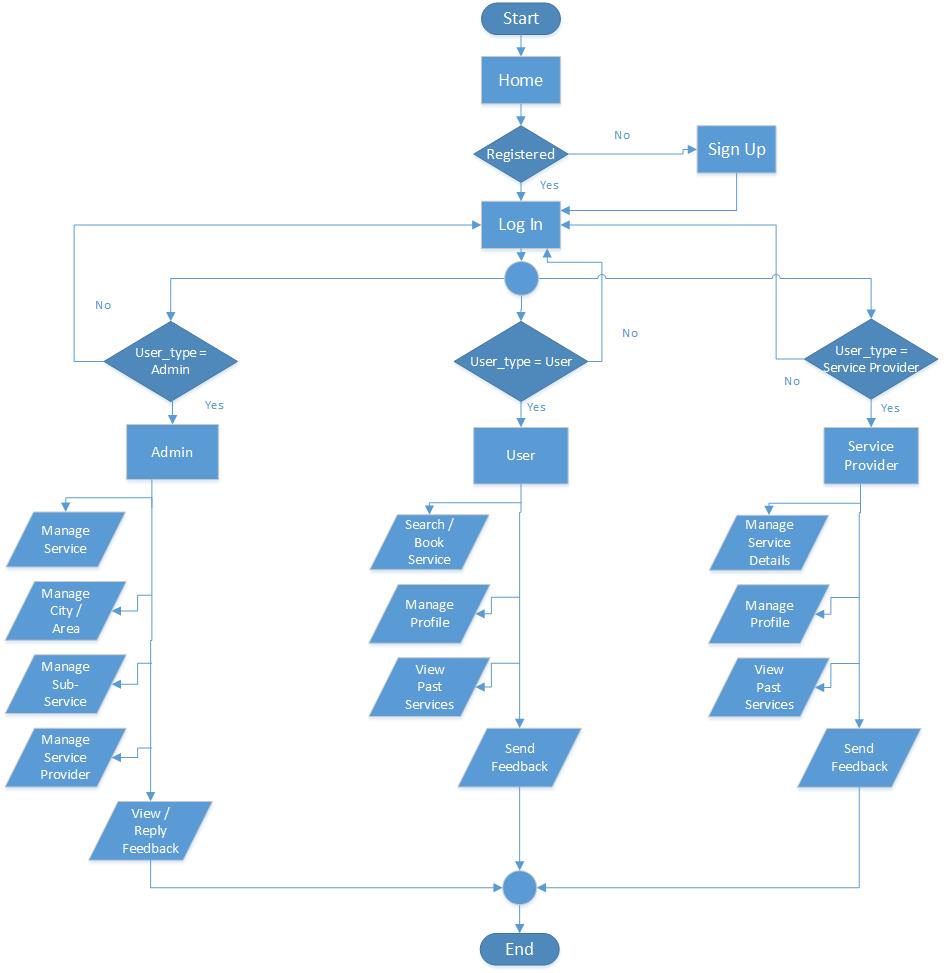 Start
Home
Registered
No
Sign Up
Yes
Log In
No
User_type =
Admin
Yes
User_type = User
No
Yes
User_type =
Service Provider
No
Yes
Admin
User
Service
Provider
Manage
Service
Manage
City /
Area
Manage
Sub-
Service
Manage
Service
Provider
View /
Reply
Feedback
Search /
Book
Service
Manage
Profile
View
Past
Services
Send
Feedback
Manage
Service
Details
Manage
Profile
View
Past
Services
Send
Feedback
End